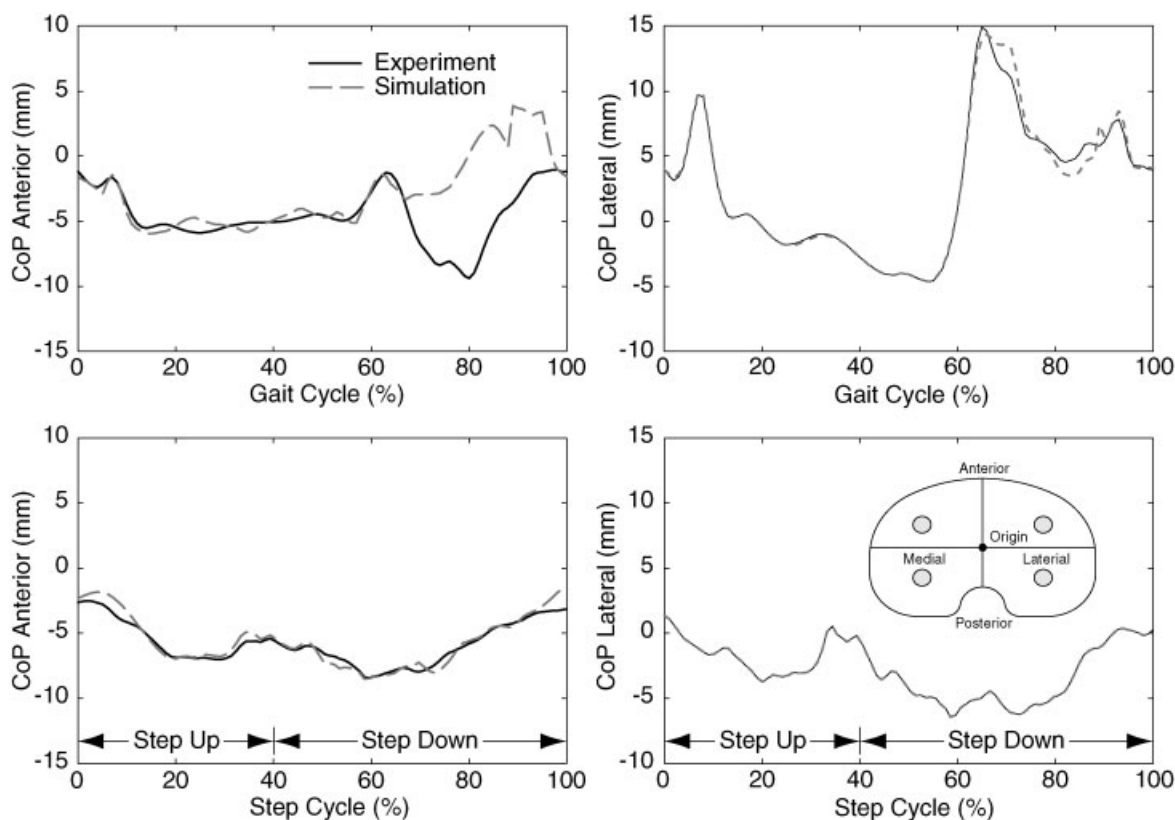 10
5
0
-5
-10
-15
CoP Anterior (mm)
Experiment
Simulation
0 20 40 60 80 100
Gait Cycle (%)
15
10
5
0
-5
-10
CoP Lateral (mm)
0 20 40 60 80 100
Gait Cycle (%)
10
5
0
-5
-10
-15
CoP Anterior (mm)
Step Up
Step Down
0 20 40 60 80 100
Step Cycle (%)
15
10
5
0
-5
-10
CoP Lateral (mm)
Anterior
Origin
Medial
Laterial
Posterior
Step Up
Step Down
0 20 40 60 80 100
Step Cycle (%)